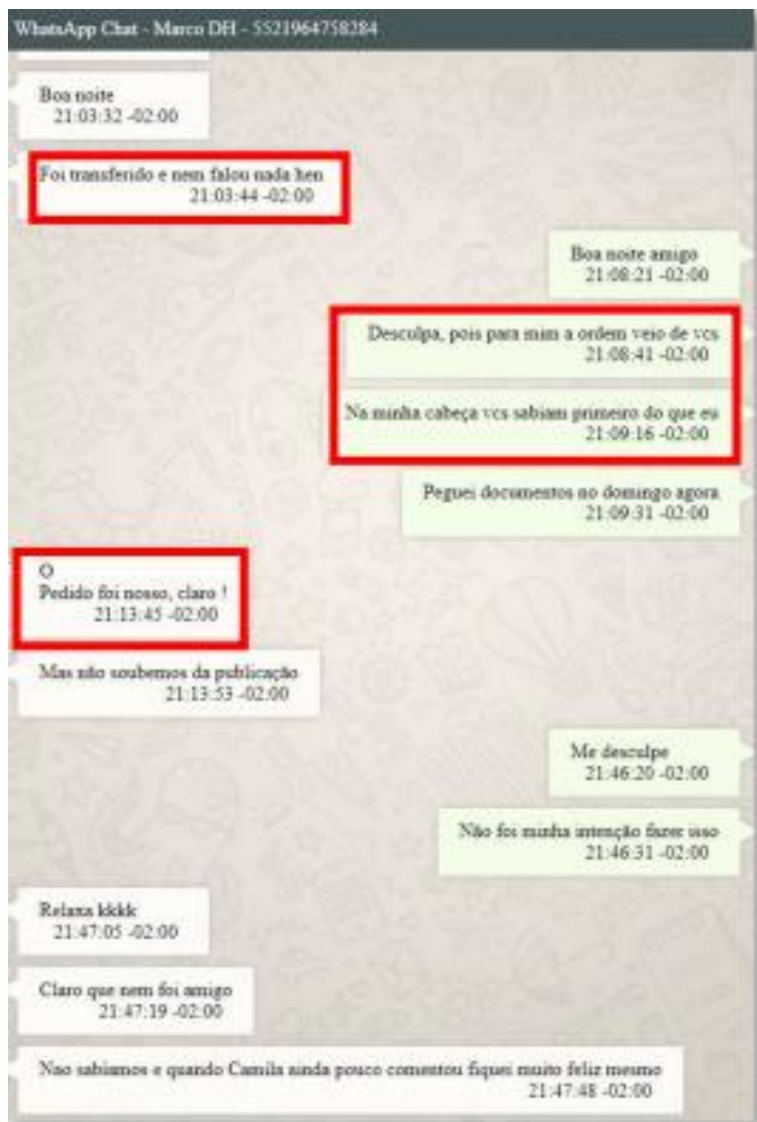 WhatsApp Chat - Marco DH - 5521964758284
Boa noite
21:03:32 -02:00
Foi transferido e nem falou nada hen
21:03:44 -02:00
Boa noite amigo
21:08:21 -02:00
Desculpa, pois para mim a ordem veio de vcs
21:08:41 -02:00
Na minha cabeça vcs sabiam primeiro do que eu
21:09:16 -02:00
Peguei documentos no domingo agora
21:09:31 -02:00
O
Pedido foi nosso, claro !
21:13:45 -02:00
Mas não soubemos da publicação
21:13:53 -02:00
Me desculpe
21:46:20 -02:00
Não foi minha intenção fazer isso
21:46:31 -02:00
Relaxa kkkk
21:47:05 -02:00
Claro que nem foi amigo
21:47:19 -02:00
Nao sabiamos e quando Camila ainda pouco comentou fiquei muito feliz mesmo
21:47:48 -02:00